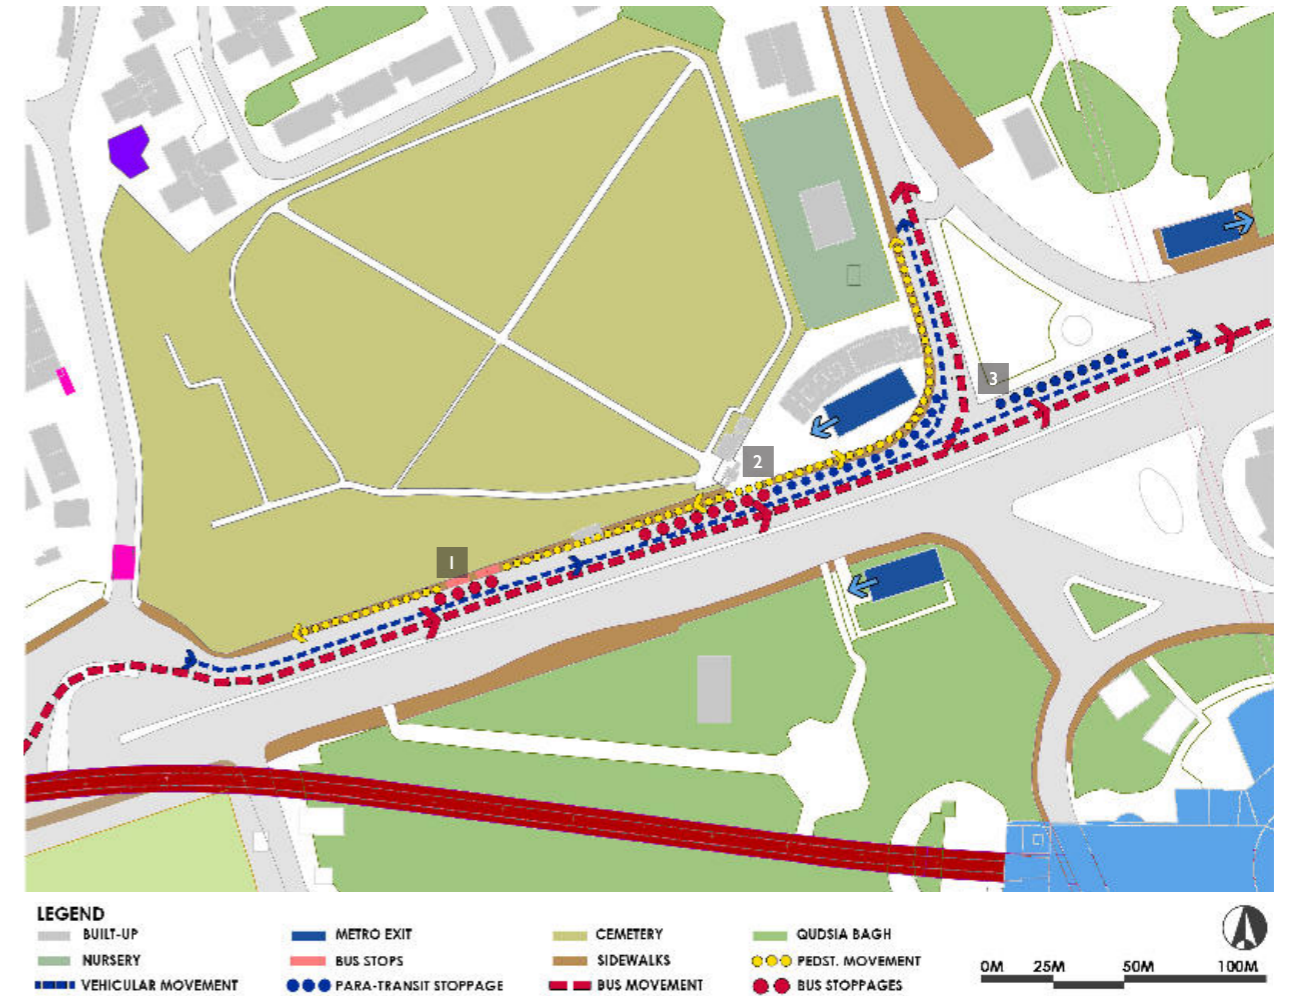 3
2
1
LEGEND
BUILT-UP METRO EXIT CEMETERY QUDSIA BAGH
NURSERY BUS STOPS SIDEWALKS PEDST. MOVEMENT
VEHICULAR MOVEMENT PARA-TRANSIT STOPPAGE BUS MOVEMENT BUS STOPPAGES
0M 25M 50M 100M